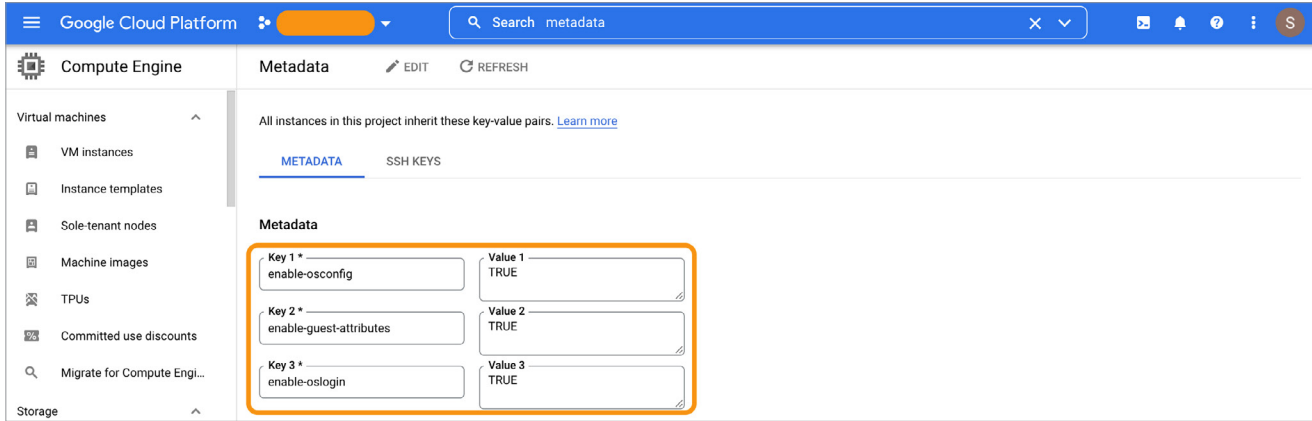 Google Cloud Platform
Search metadata
S
Compute Engine
Metadata EDIT REFRESH
Virtual machines
VM instances
Instance templates
Sole-tenant nodes
Machine images
TPUs
Committed use discounts
Migrate for Compute Engi...
Storage
All instances in this project inherit these key-value pairs. Learn more
METADATA SSH KEYS
Metadata
Key 1 * Value 1
enable-osconfig TRUE
Key 2 * Value 2
enable-guest-attributes TRUE
Key 3 * Value 3
enable-oslogin TRUE